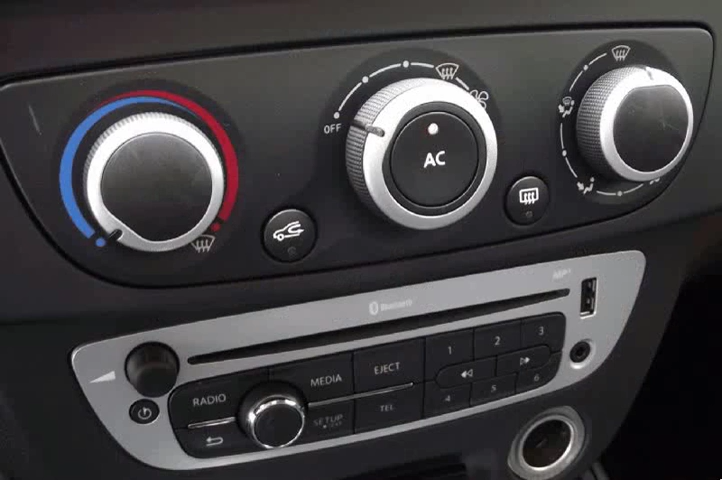 OFF
AC
Bluetooth
MP3
RADIO
MEDIA
EJECT
1
2
3
SETUP
TEL
4
5
6